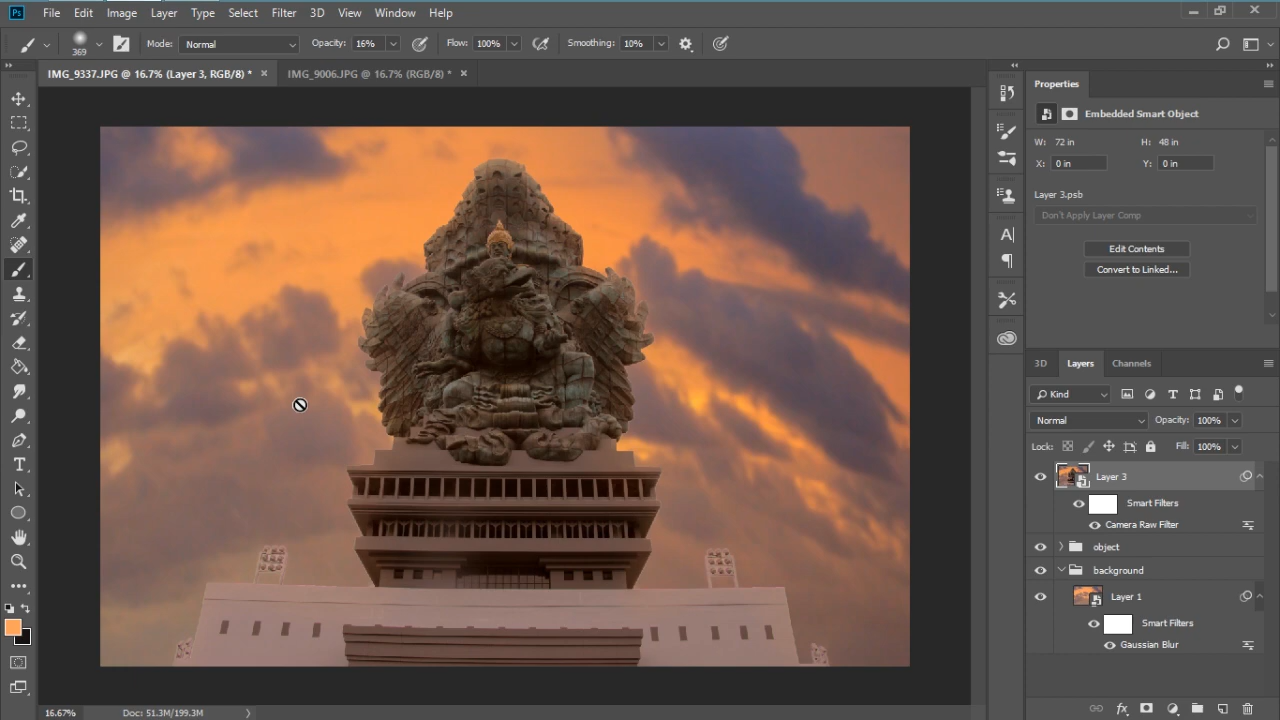 Ps File Edit Image Layer Type Select Filter 3D View Window Help
369 Mode: Normal Opacity: 16% Flow: 100% Smoothing: 10%
IMG_9337.JPG @ 16.7% (Layer 3, RGB/8) * × IMG_9006.JPG @ 16.7% (RGB/8) * ×
Properties
Embedded Smart Object
W: 72 in H: 48 in
X: 0 in Y: 0 in
Layer 3.psb
Don't Apply Layer Comp
Edit Contents
Convert to Linked...
3D Layers Channels
Kind
Normal Opacity: 100%
Lock: Fill: 100%
Layer 3
Smart Filters
Camera Raw Filter
object
background
Layer 1
Smart Filters
Gaussian Blur
16.67% Doc: 51.3M/199.3M